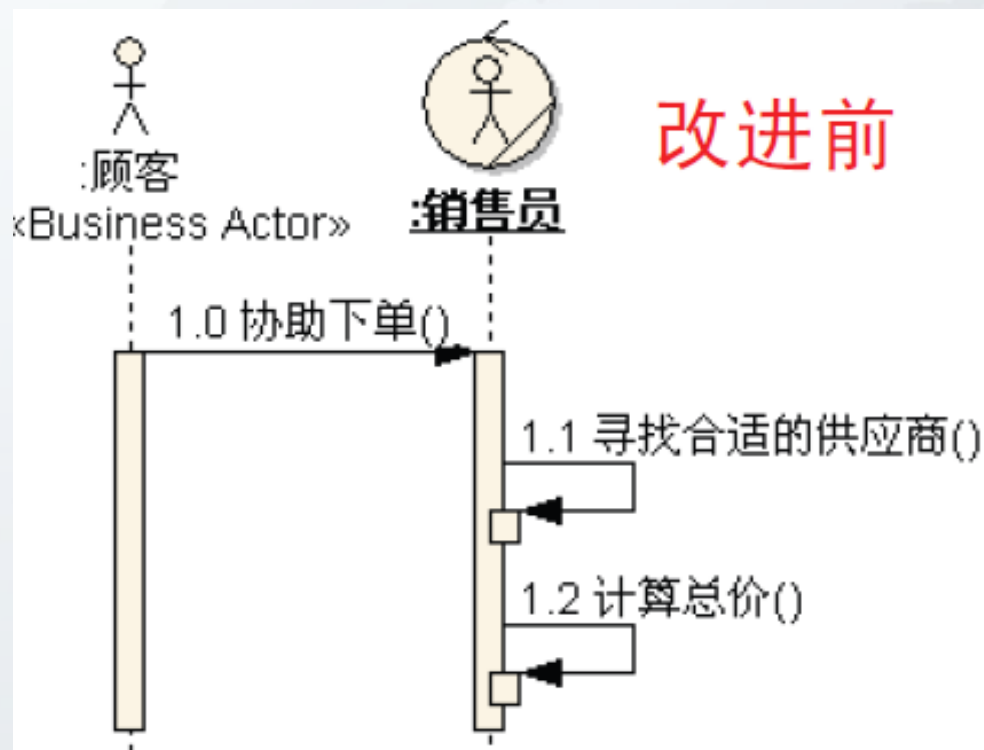 改进前
:顾客
«Business Actor»
:销售员
1.0 协助下单()
1.1 寻找合适的供应商()
1.2 计算总价()